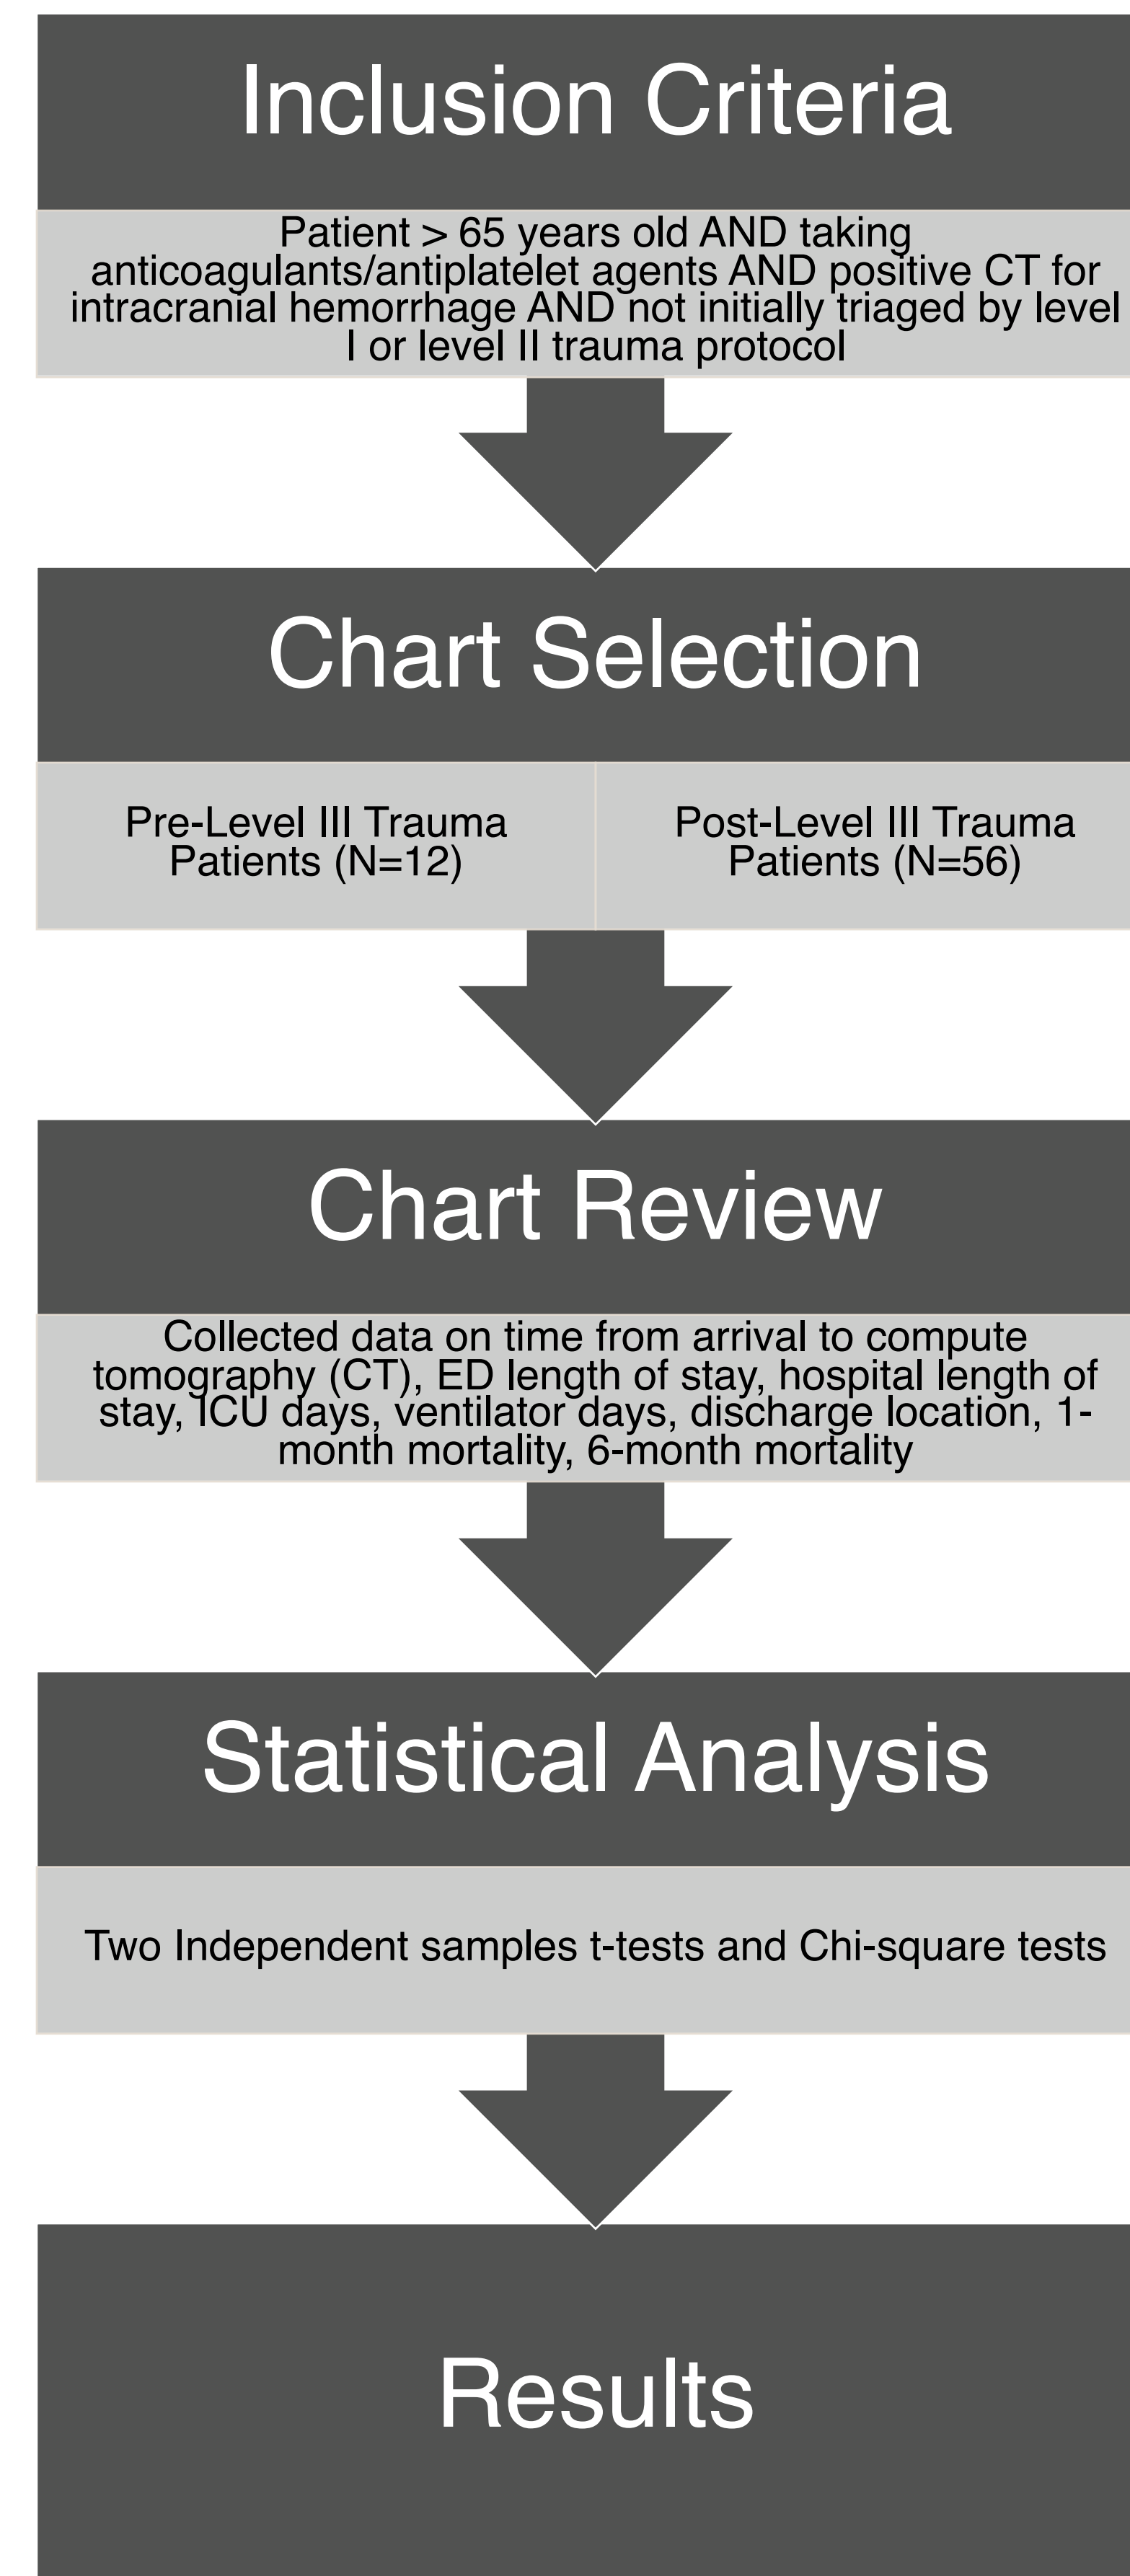 Inclusion Criteria
Patient > 65 years old AND taking
anticoagulants/antiplatelet agents AND positive CT for
intracranial hemorrhage AND not initially triaged by level
I or level II trauma protocol
Chart Selection
Pre-Level III Trauma
Patients (N=12)
Post-Level III Trauma
Patients (N=56)
Chart Review
Collected data on time from arrival to compute
tomography (CT), ED length of stay, hospital length of
stay, ICU days, ventilator days, discharge location, 1-
month mortality, 6-month mortality
Statistical Analysis
Two Independent samples t-tests and Chi-square tests
Results